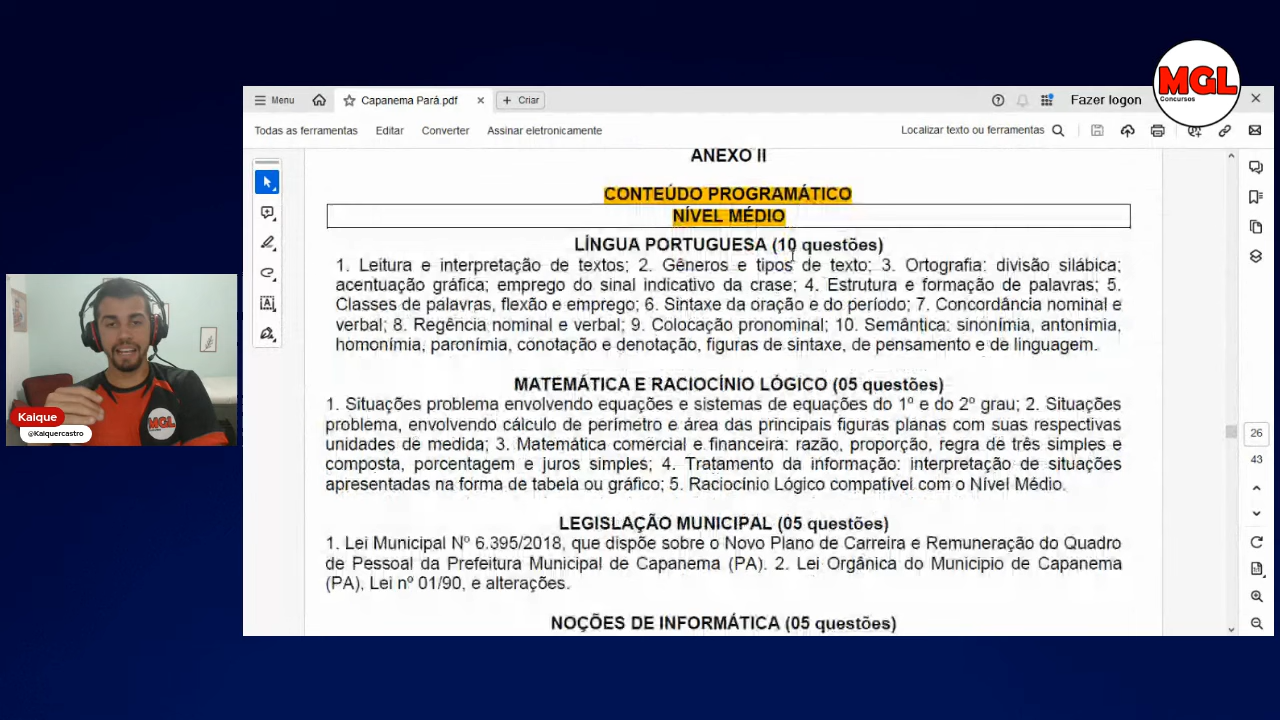 MGL
Concursos
Menu
Capanema Pará.pdf
Criar
Fazer logon
Todas as ferramentas
Editar
Converter
Assinar eletronicamente
Localizar texto ou ferramentas
ANEXO II
CONTEÚDO PROGRAMÁTICO
NÍVEL MÉDIO
LÍNGUA PORTUGUESA (10 questões)
1. Leitura e interpretação de textos; 2. Gêneros e tipos de texto; 3. Ortografia: divisão silábica;
acentuação gráfica; emprego do sinal indicativo da crase; 4. Estrutura e formação de palavras; 5.
Classes de palavras, flexão e emprego; 6. Sintaxe da oração e do período; 7. Concordância nominal e
verbal; 8. Regência nominal e verbal; 9. Colocação pronominal; 10. Semântica: sinonímia, antonímia,
homonímia, paronímia, conotação e denotação, figuras de sintaxe, de pensamento e de linguagem.
MATEMÁTICA E RACIOCÍNIO LÓGICO (05 questões)
1. Situações problema envolvendo equações e sistemas de equações do 1º e do 2º grau; 2. Situações
problema, envolvendo cálculo de perímetro e área das principais figuras planas com suas respectivas
unidades de medida; 3. Matemática comercial e financeira: razão, proporção, regra de três simples e
composta, porcentagem e juros simples; 4. Tratamento da informação: interpretação de situações
apresentadas na forma de tabela ou gráfico; 5. Raciocínio Lógico compatível com o Nível Médio.
LEGISLAÇÃO MUNICIPAL (05 questões)
1. Lei Municipal Nº 6.395/2018, que dispõe sobre o Novo Plano de Carreira e Remuneração do Quadro
de Pessoal da Prefeitura Municipal de Capanema (PA). 2. Lei Orgânica do Município de Capanema
(PA), Lei nº 01/90, e alterações.
NOÇÕES DE INFORMÁTICA (05 questões)
26
43
MGL
Kaique
@Kaiquercastro